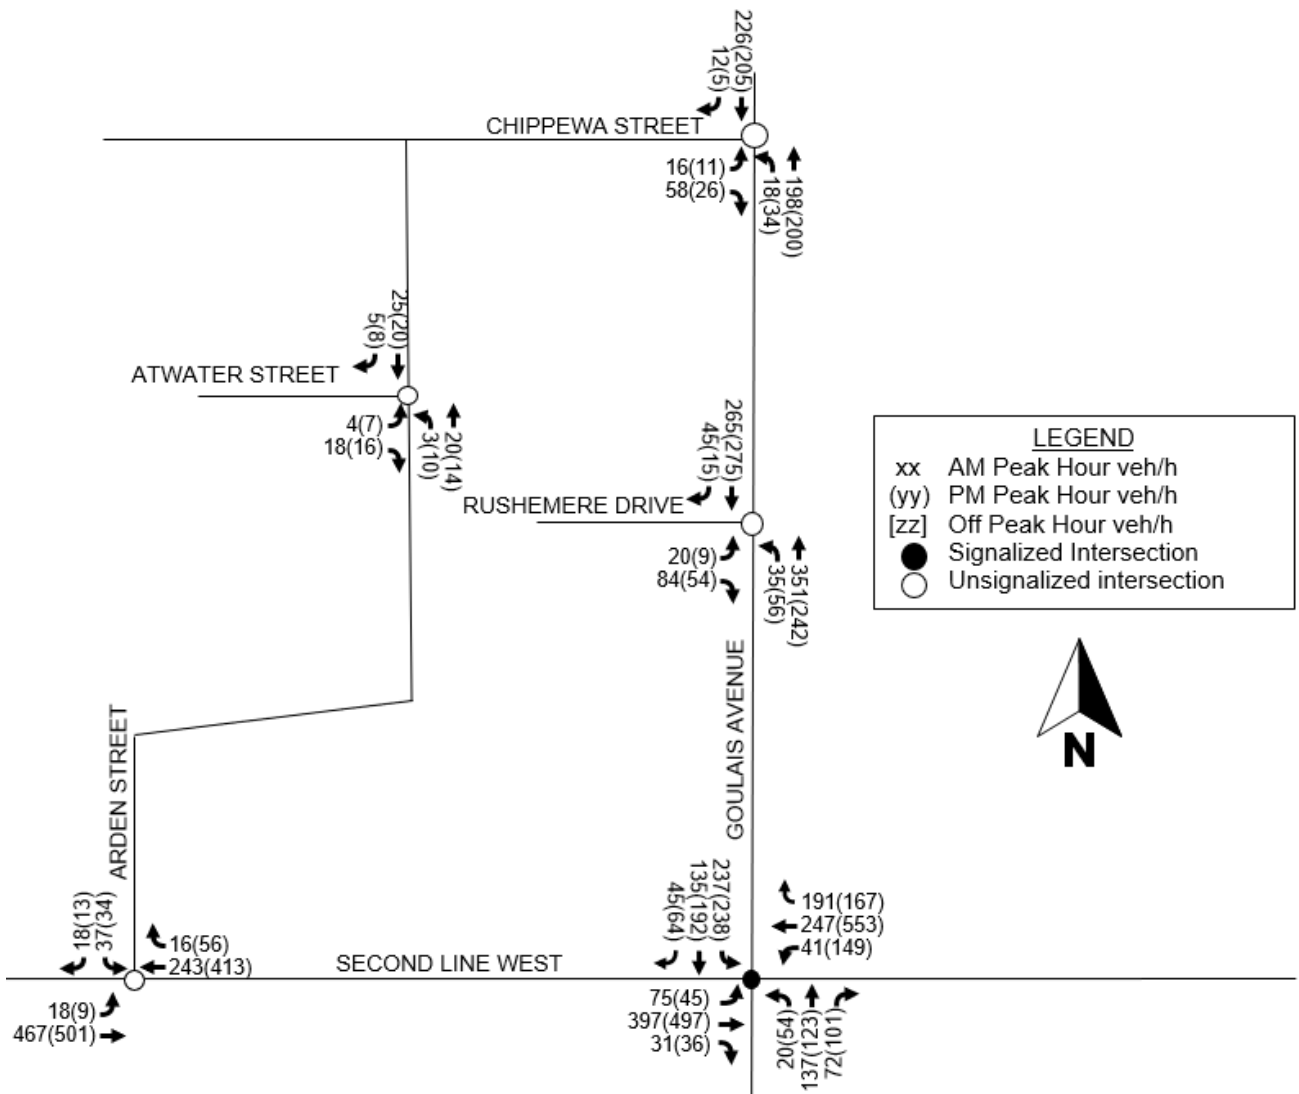 226(205)
12(5)
CHIPPEWA STREET
16(11)
58(26)
18(34)
198(200)
25(20)
5(8)
ATWATER STREET
4(7)
18(16)
3(10)
20(14)
265(275)
45(15)
RUSHEMERE DRIVE
20(9)
84(54)
35(56)
351(242)
LEGEND
xx AM Peak Hour veh/h
(yy) PM Peak Hour veh/h
[zz] Off Peak Hour veh/h
Signalized Intersection
Unsignalized intersection
N
GOULAIS AVENUE
ARDEN STREET
18(13)
37(34)
16(56)
243(413)
18(9)
467(501)
SECOND LINE WEST
237(238)
135(192)
45(64)
191(167)
247(553)
41(149)
75(45)
397(497)
31(36)
20(54)
137(123)
72(101)